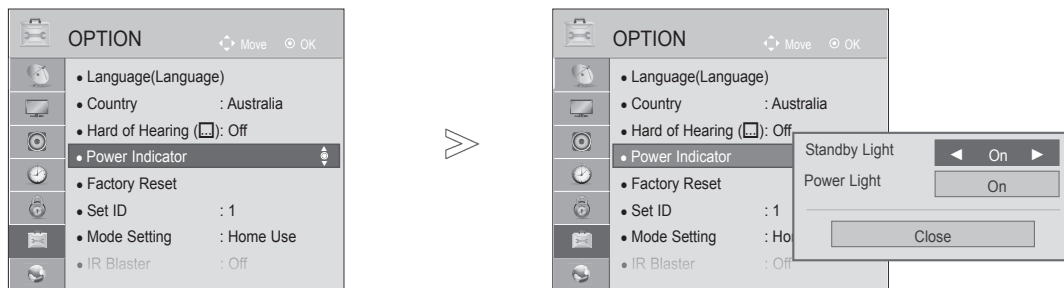 OPTION
Move OK
• Language(Language)
• Country : Australia
• Hard of Hearing (): Off
• Power Indicator
• Factory Reset
• Set ID : 1
• Mode Setting : Home Use
• IR Blaster : Off
OPTION
Move OK
• Language(Language)
• Country : Australia
• Hard of Hearing (): Off
• Power Indicator
• Factory Reset
• Set ID : 1
• Mode Setting : Ho
• IR Blaster : Off
Standby Light ◄ On ►
Power Light On
Close